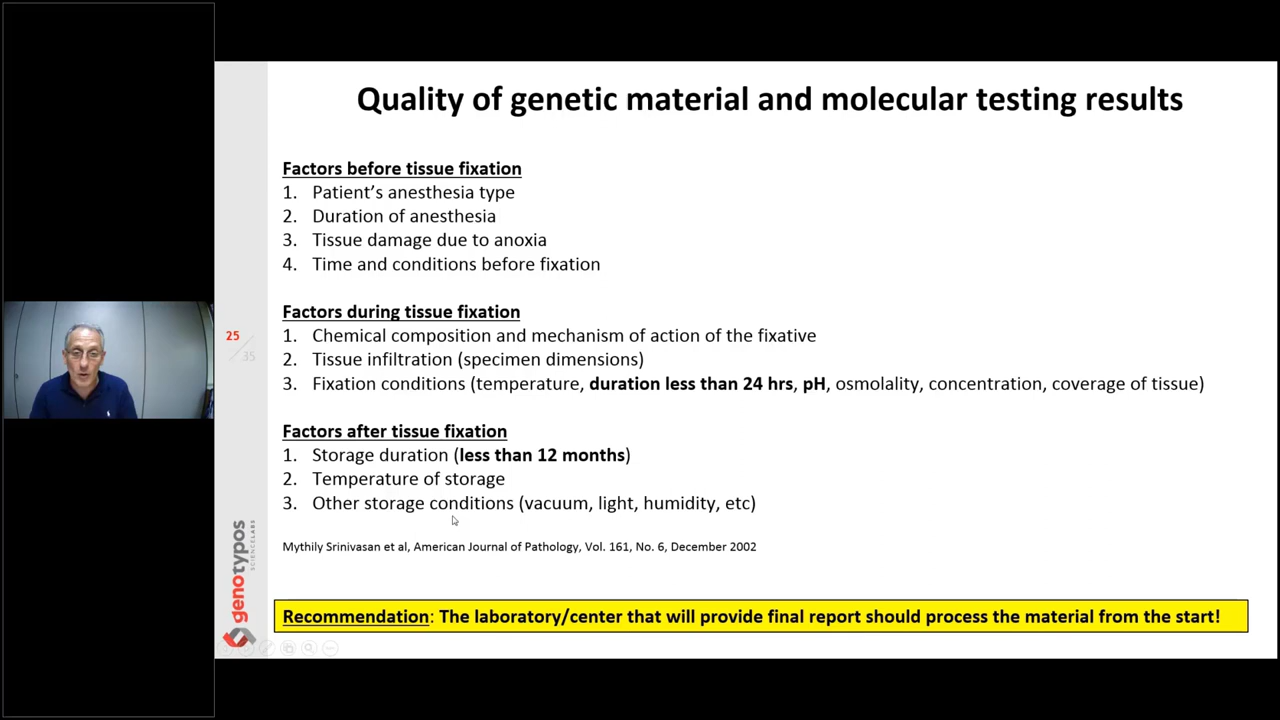 Quality of genetic material and molecular testing results
Factors before tissue fixation
1. Patient's anesthesia type
2. Duration of anesthesia
3. Tissue damage due to anoxia
4. Time and conditions before fixation
Factors during tissue fixation
1. Chemical composition and mechanism of action of the fixative
2. Tissue infiltration (specimen dimensions)
3. Fixation conditions (temperature, duration less than 24 hrs, pH, osmolality, concentration, coverage of tissue)
Factors after tissue fixation
1. Storage duration (less than 12 months)
2. Temperature of storage
3. Other storage conditions (vacuum, light, humidity, etc)
Mythily Srinivasan et al, American Journal of Pathology, Vol. 161, No. 6, December 2002
Recommendation: The laboratory/center that will provide final report should process the material from the start!
25
35
genotypos
SCIENCELABS